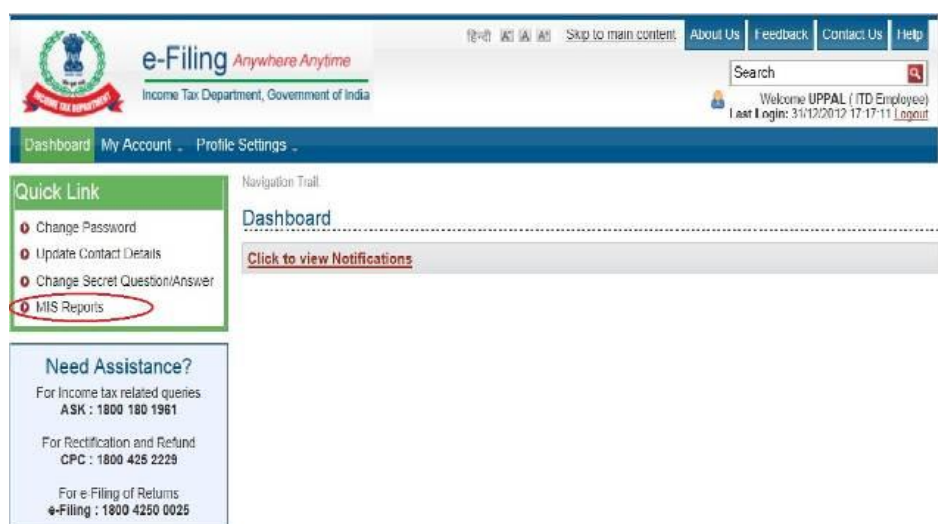 हिन्दी A A A Skip to main content About Us Feedback Contact Us Help
e-Filing Anywhere Anytime
Income Tax Department, Government of India
INCOME TAX DEPARTMENT
Search
Welcome UPPAL ( ITD Employee)
Last Login: 31/12/2012 17:17:11 Logout
Dashboard My Account Profile Settings
Quick Link
Change Password
Update Contact Details
Change Secret Question/Answer
MIS Reports
Navigation Trail:
Dashboard
Click to view Notifications
Need Assistance?
For Income tax related queries
ASK : 1800 180 1961
For Rectification and Refund
CPC : 1800 425 2229
For e Filing of Returns
e-Filing : 1800 4250 0025